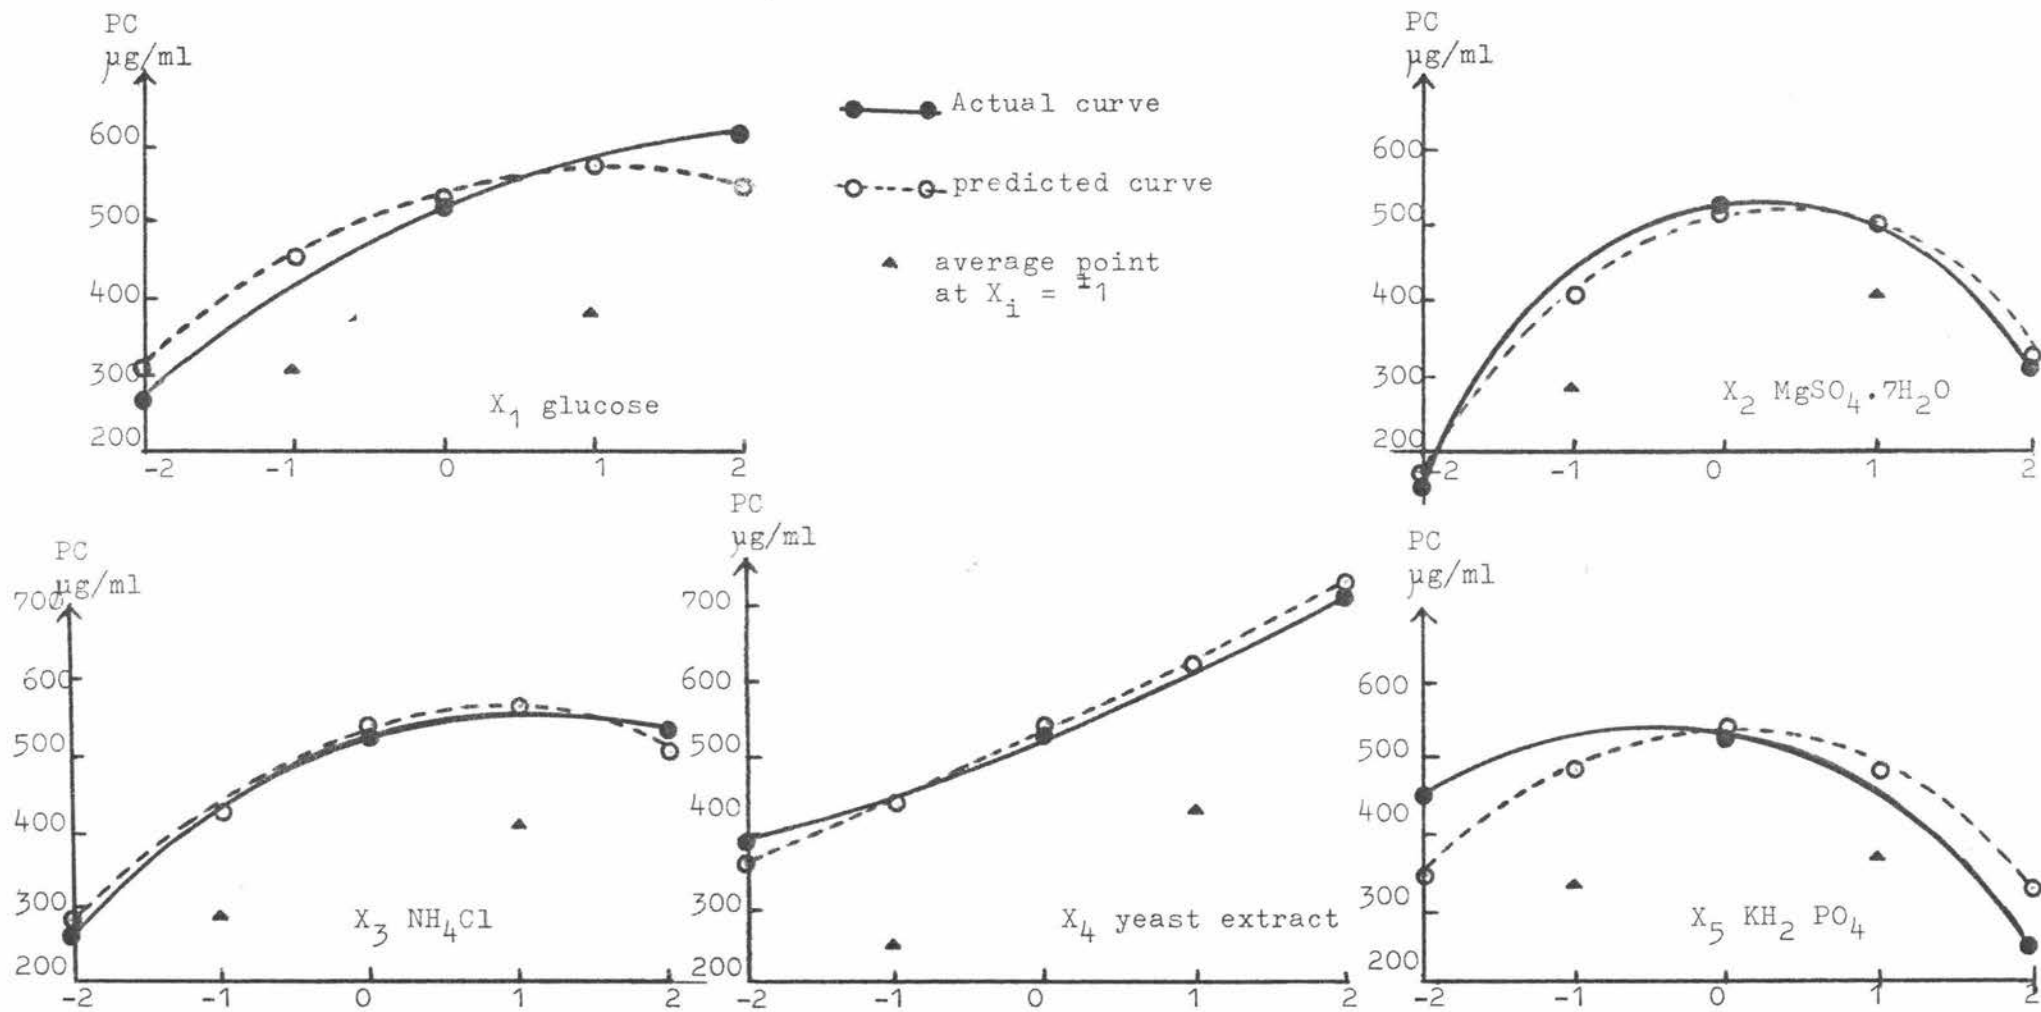 PC
µg/ml
600
500
400
300
200
-2 -1 0 1 2
X1 glucose
Actual curve
predicted curve
average point
at Xi = ±1
PC
µg/ml
600
500
400
300
200
-2 -1 0 1 2
X2 MgSO4.7H2O
PC
µg/ml
700
600
500
400
300
200
-2 -1 0 1 2
X3 NH4Cl
PC
µg/ml
700
600
500
400
300
200
-2 -1 0 1 2
X4 yeast extract
PC
µg/ml
600
500
400
300
200
-2 -1 0 1 2
X5 KH2 PO4